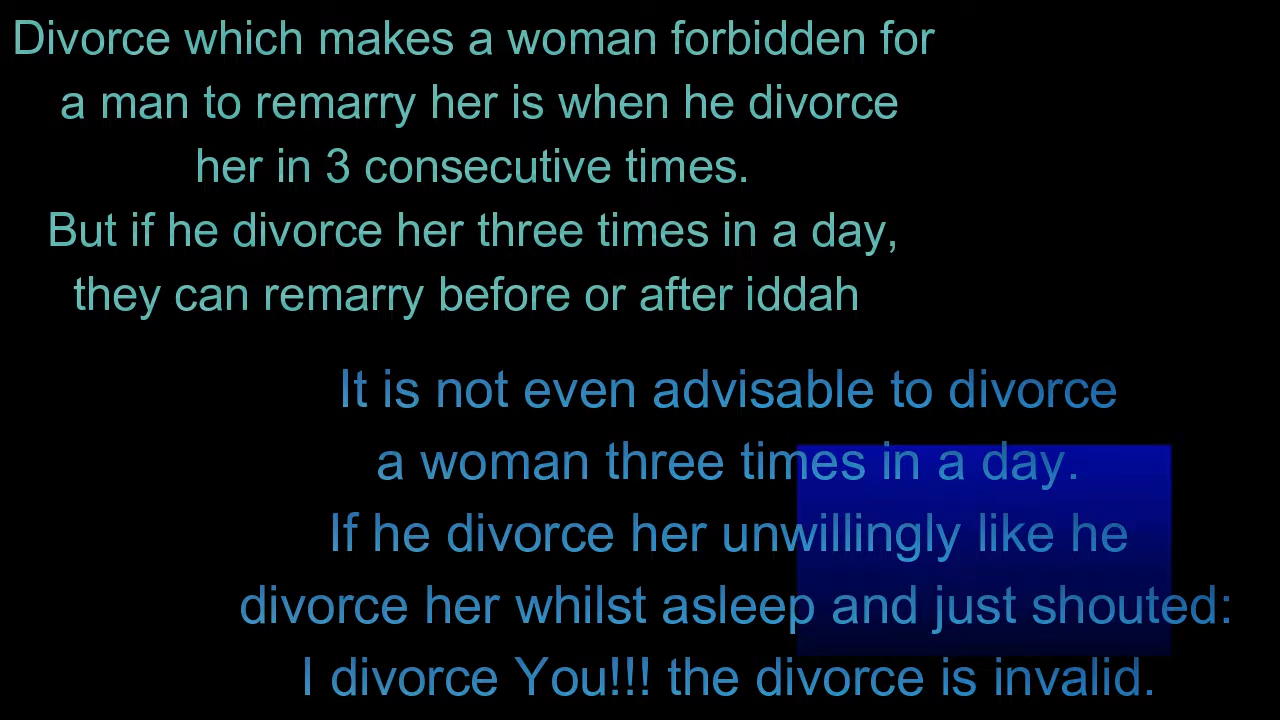 Divorce which makes a woman forbidden for
a man to remarry her is when he divorce
her in 3 consecutive times.
But if he divorce her three times in a day,
they can remarry before or after iddah
It is not even advisable to divorce
a woman three times in a day.
If he divorce her unwillingly like he
divorce her whilst asleep and just shouted:
I divorce You!!! the divorce is invalid.